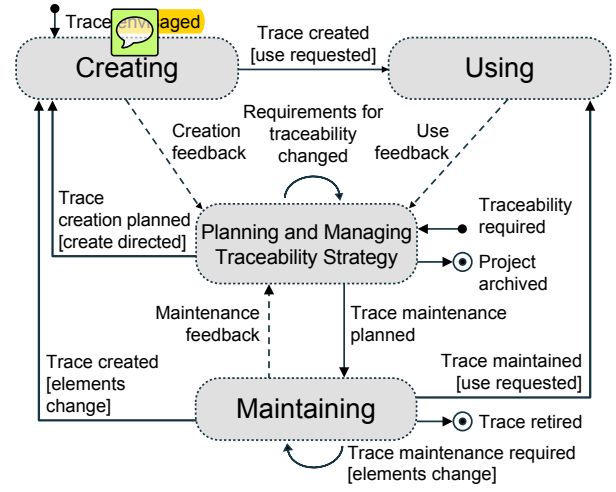 Trace envisaged
Creating
Trace created
[use requested]
Using
Requirements for
traceability
changed
Creation
feedback
Use
feedback
Trace
creation planned
[create directed]
Planning and Managing
Traceability Strategy
Traceability
required
Project
archived
Maintenance
feedback
Trace maintenance
planned
Trace created
[elements
change]
Trace maintained
[use requested]
Maintaining
Trace retired
Trace maintenance required
[elements change]